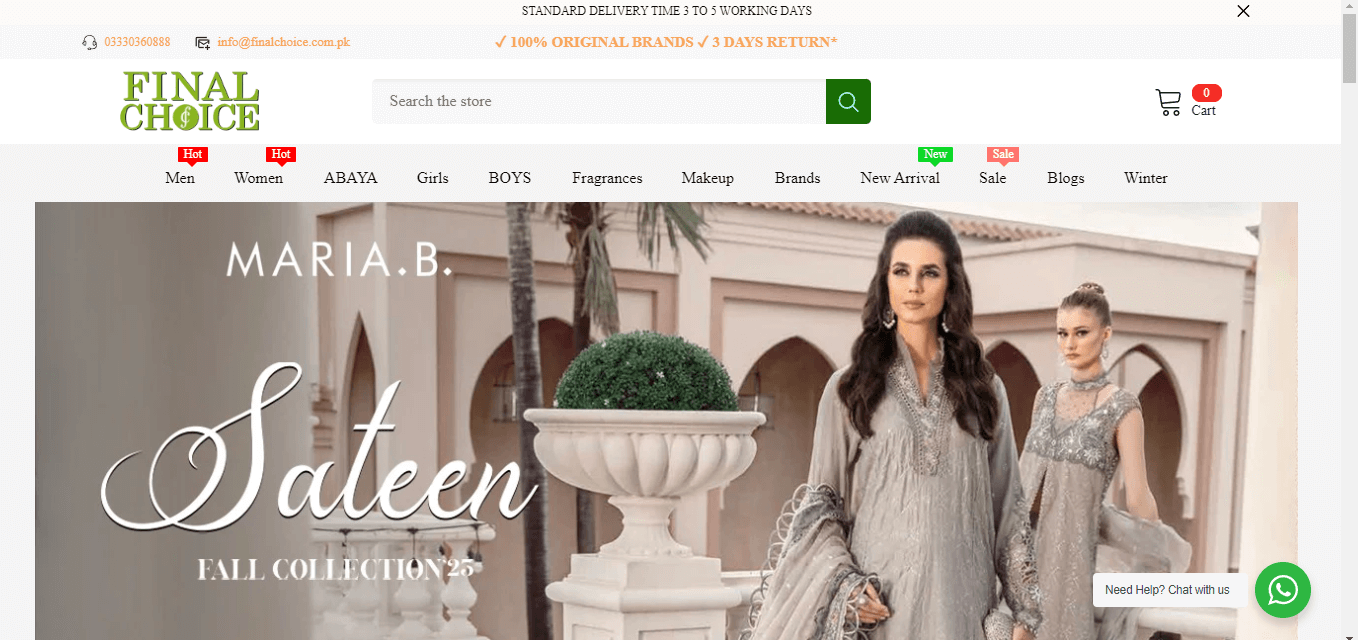 STANDARD DELIVERY TIME 3 TO 5 WORKING DAYS
03330360888 info@finalchoice.com.pk ✓ 100% ORIGINAL BRANDS ✓ 3 DAYS RETURN*
FINAL
CHOICE
Search the store
0
Cart
Hot Hot New Sale
Men Women ABAYA Girls BOYS Fragrances Makeup Brands New Arrival Sale Blogs Winter
MARIA.B.
Sateen
FALL COLLECTION'25
Need Help? Chat with us